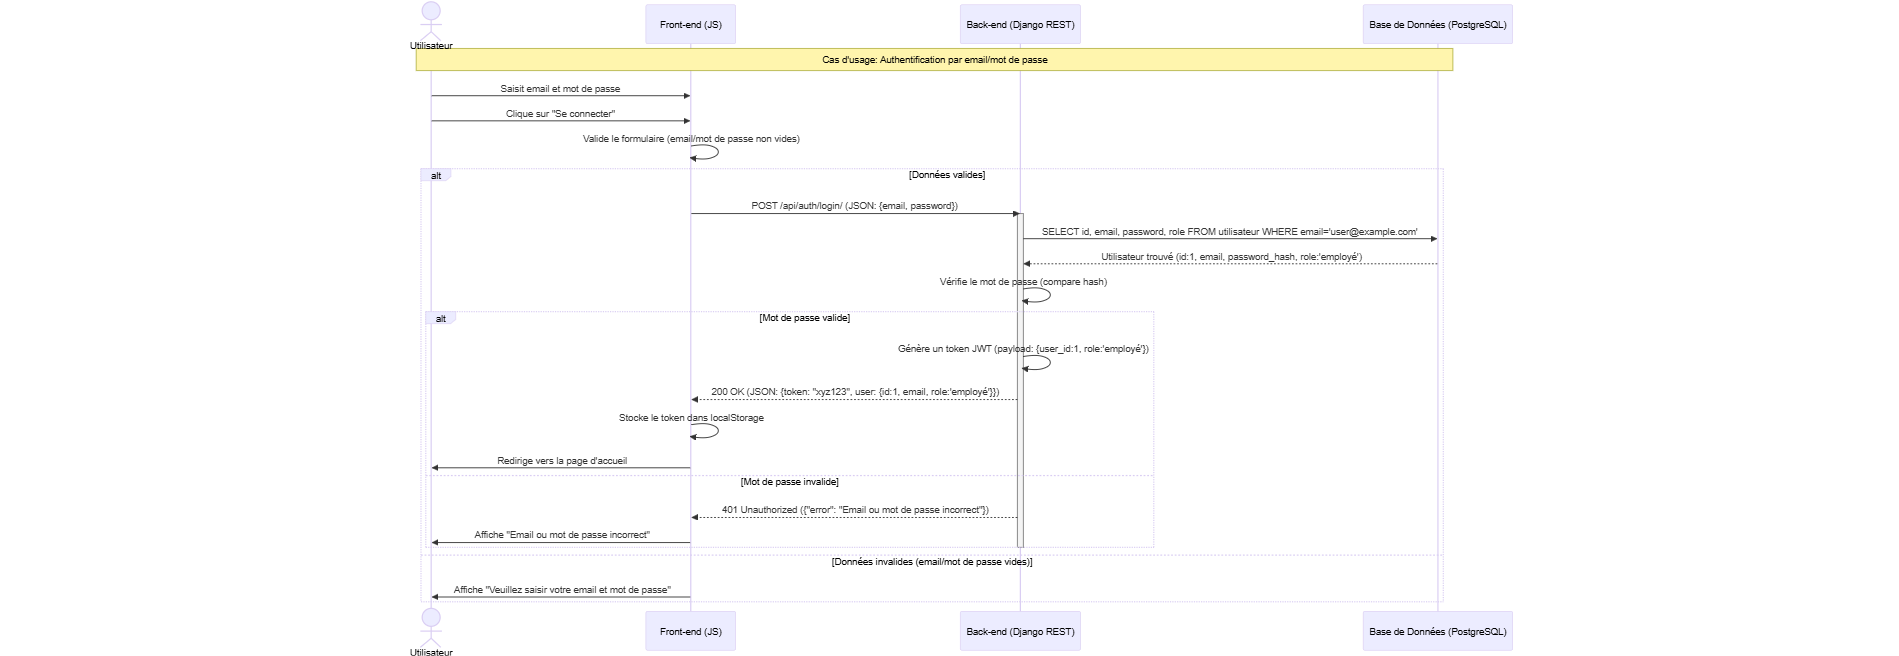 Utilisateur
Front-end (JS)
Back-end (Django REST)
Base de Données (PostgreSQL)
Cas d'usage: Authentification par email/mot de passe
Saisit email et mot de passe
Clique sur "Se connecter"
Valide le formulaire (email/mot de passe non vides)
alt
[Données valides]
POST /api/auth/login/ (JSON: {email, password})
SELECT id, email, password, role FROM utilisateur WHERE email='user@example.com'
Utilisateur trouvé (id:1, email, password_hash, role:'employé')
Vérifie le mot de passe (compare hash)
alt
[Mot de passe valide]
Génère un token JWT (payload: {user_id:1, role:'employé'})
200 OK (JSON: {token: "xyz123", user: {id:1, email, role:'employé'}})
Stocke le token dans localStorage
Redirige vers la page d'accueil
[Mot de passe invalide]
401 Unauthorized ({"error": "Email ou mot de passe incorrect"})
Affiche "Email ou mot de passe incorrect"
[Données invalides (email/mot de passe vides)]
Affiche "Veuillez saisir votre email et mot de passe"
Utilisateur
Front-end (JS)
Back-end (Django REST)
Base de Données (PostgreSQL)